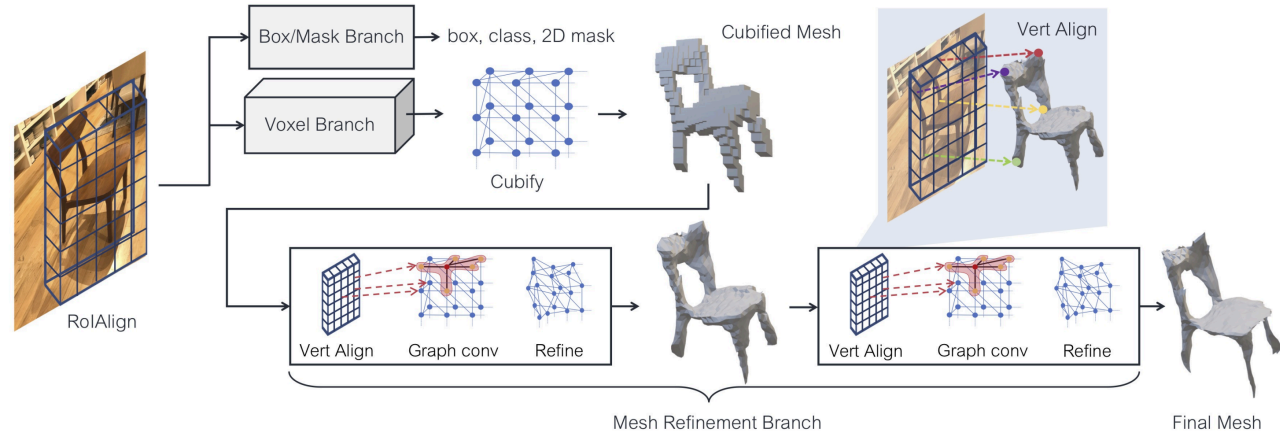 Box/Mask Branch
box, class, 2D mask
Cubified Mesh
Vert Align
Voxel Branch
Cubify
RoIAlign
Vert Align
Graph conv
Refine
Vert Align
Graph conv
Refine
Mesh Refinement Branch
Final Mesh